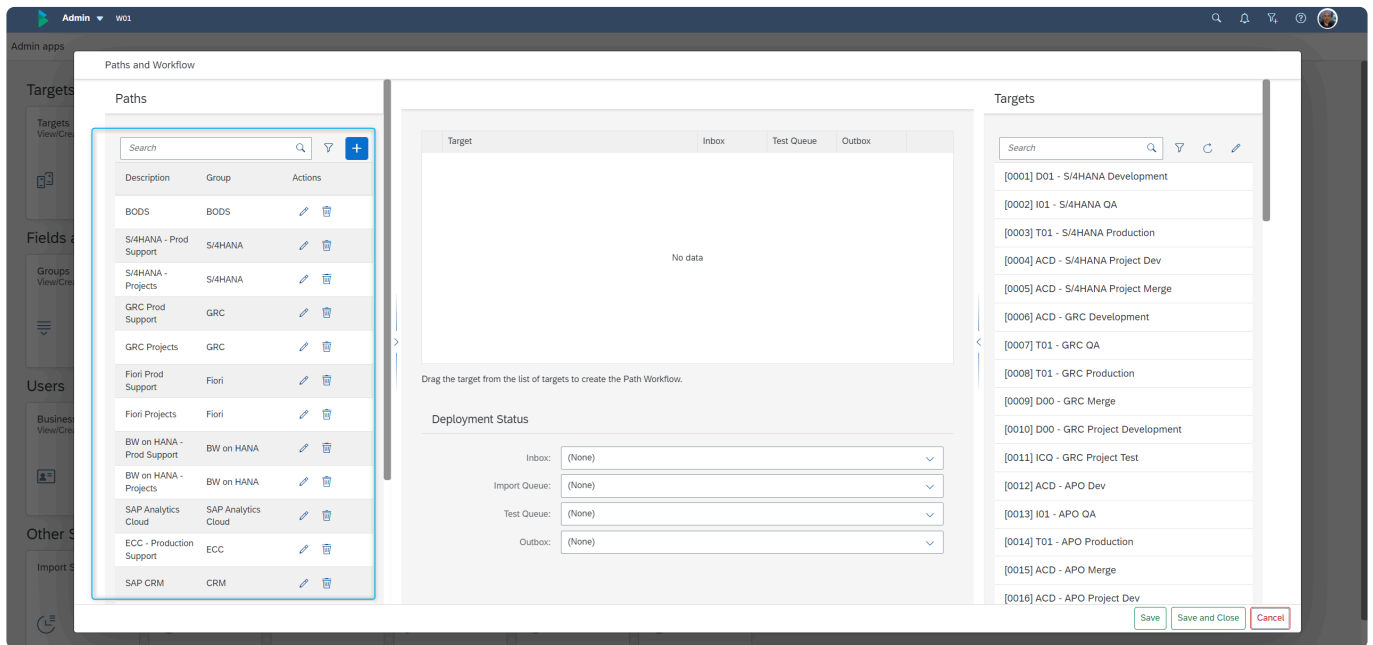 Admin W01
Admin apps
Paths and Workflow
Targets
Targets
View/Crea
Fields a
Groups
View/Crea
Users
Busines
View/Crea
Other S
Import S
Paths
Search
Description Group Actions
BODS BODS
S/4HANA - Prod
Support
S/4HANA
S/4HANA -
Projects
S/4HANA
GRC Prod
Support
GRC
GRC Projects GRC
Fiori Prod
Support
Fiori
Fiori Projects Fiori
BW on HANA -
Prod Support
BW on HANA
BW on HANA -
Projects
BW on HANA
SAP Analytics
Cloud
SAP Analytics
Cloud
ECC - Production
Support
ECC
SAP CRM CRM
Target Inbox Test Queue Outbox
No data
Drag the target from the list of targets to create the Path Workflow.
Deployment Status
Inbox: (None)
Import Queue: (None)
Test Queue: (None)
Outbox: (None)
Targets
Search
[0001] D01 - S/4HANA Development
[0002] I01 - S/4HANA QA
[0003] T01 - S/4HANA Production
[0004] ACD - S/4HANA Project Dev
[0005] ACD - S/4HANA Project Merge
[0006] ACD - GRC Development
[0007] T01 - GRC QA
[0008] T01 - GRC Production
[0009] D00 - GRC Merge
[0010] D00 - GRC Project Development
[0011] ICQ - GRC Project Test
[0012] ACD - APO Dev
[0013] I01 - APO QA
[0014] T01 - APO Production
[0015] ACD - APO Merge
[0016] ACD - APO Project Dev
Save Save and Close Cancel